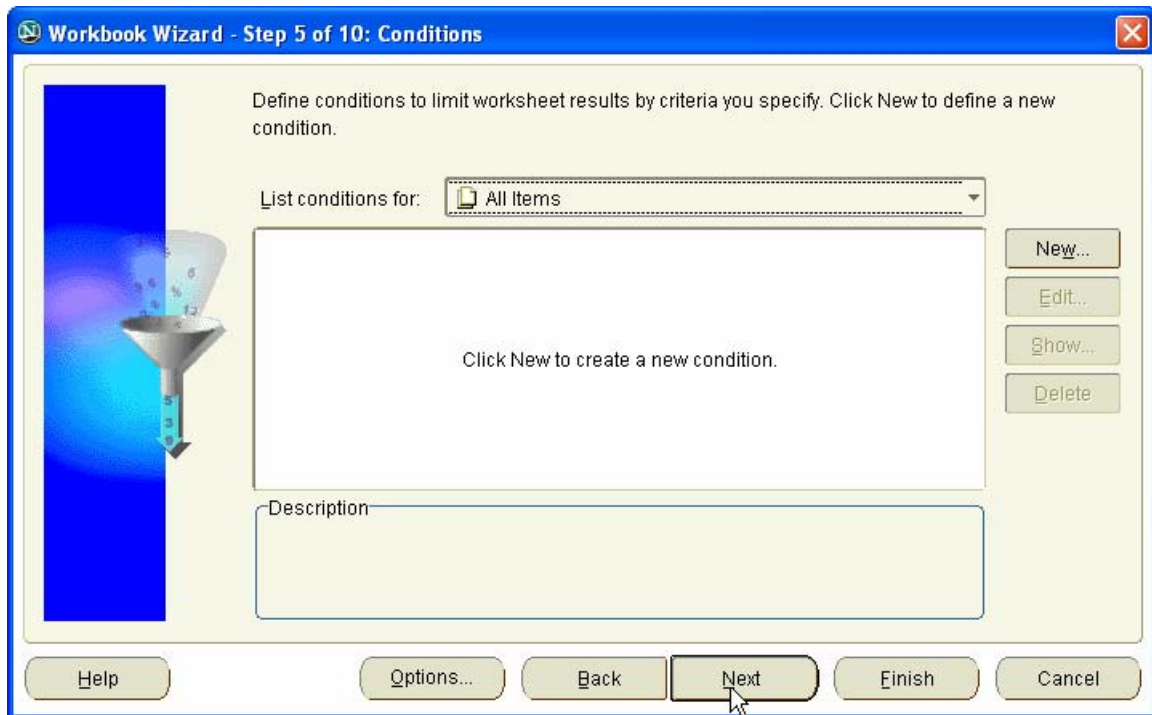 Workbook Wizard - Step 5 of 10: Conditions
Define conditions to limit worksheet results by criteria you specify. Click New to define a new
condition.
List conditions for:
All Items
New...
Edit...
Show...
Delete
Click New to create a new condition.
Description
Help
Options...
Back
Next
Finish
Cancel